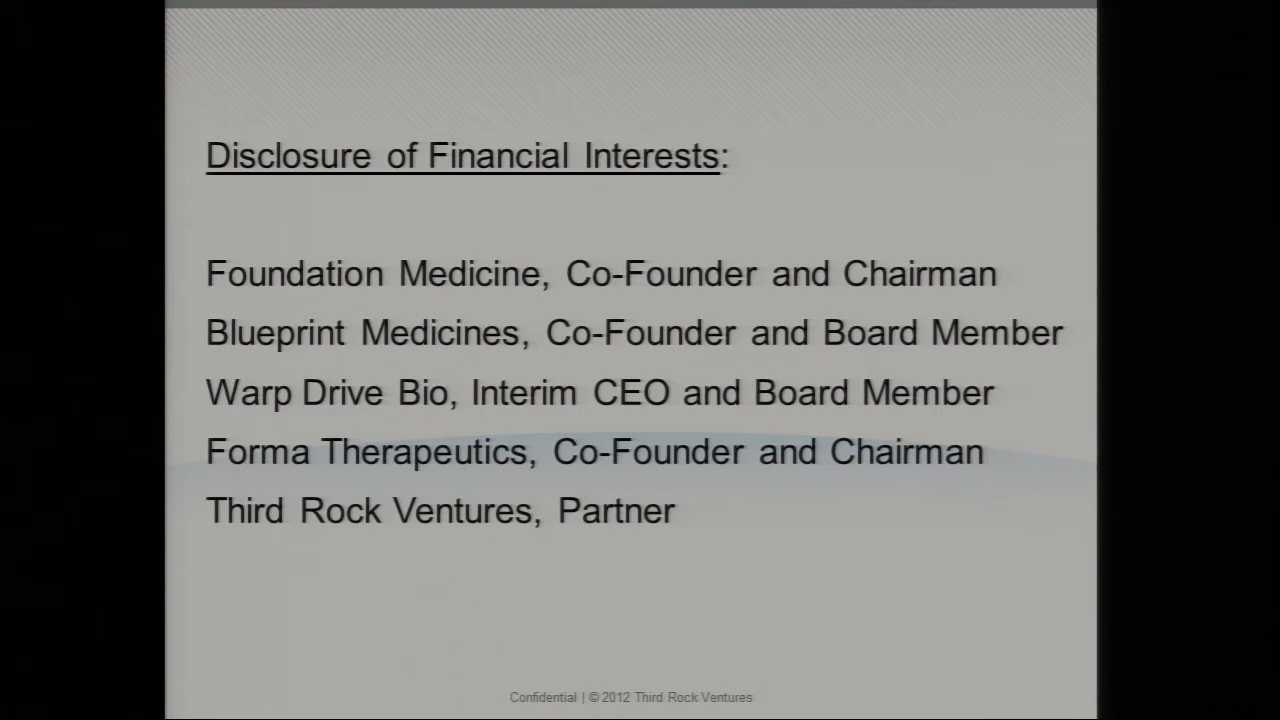 Disclosure of Financial Interests:
Foundation Medicine, Co-Founder and Chairman
Blueprint Medicines, Co-Founder and Board Member
Warp Drive Bio, Interim CEO and Board Member
Forma Therapeutics, Co-Founder and Chairman
Third Rock Ventures, Partner
Confidential | © 2012 Third Rock Ventures